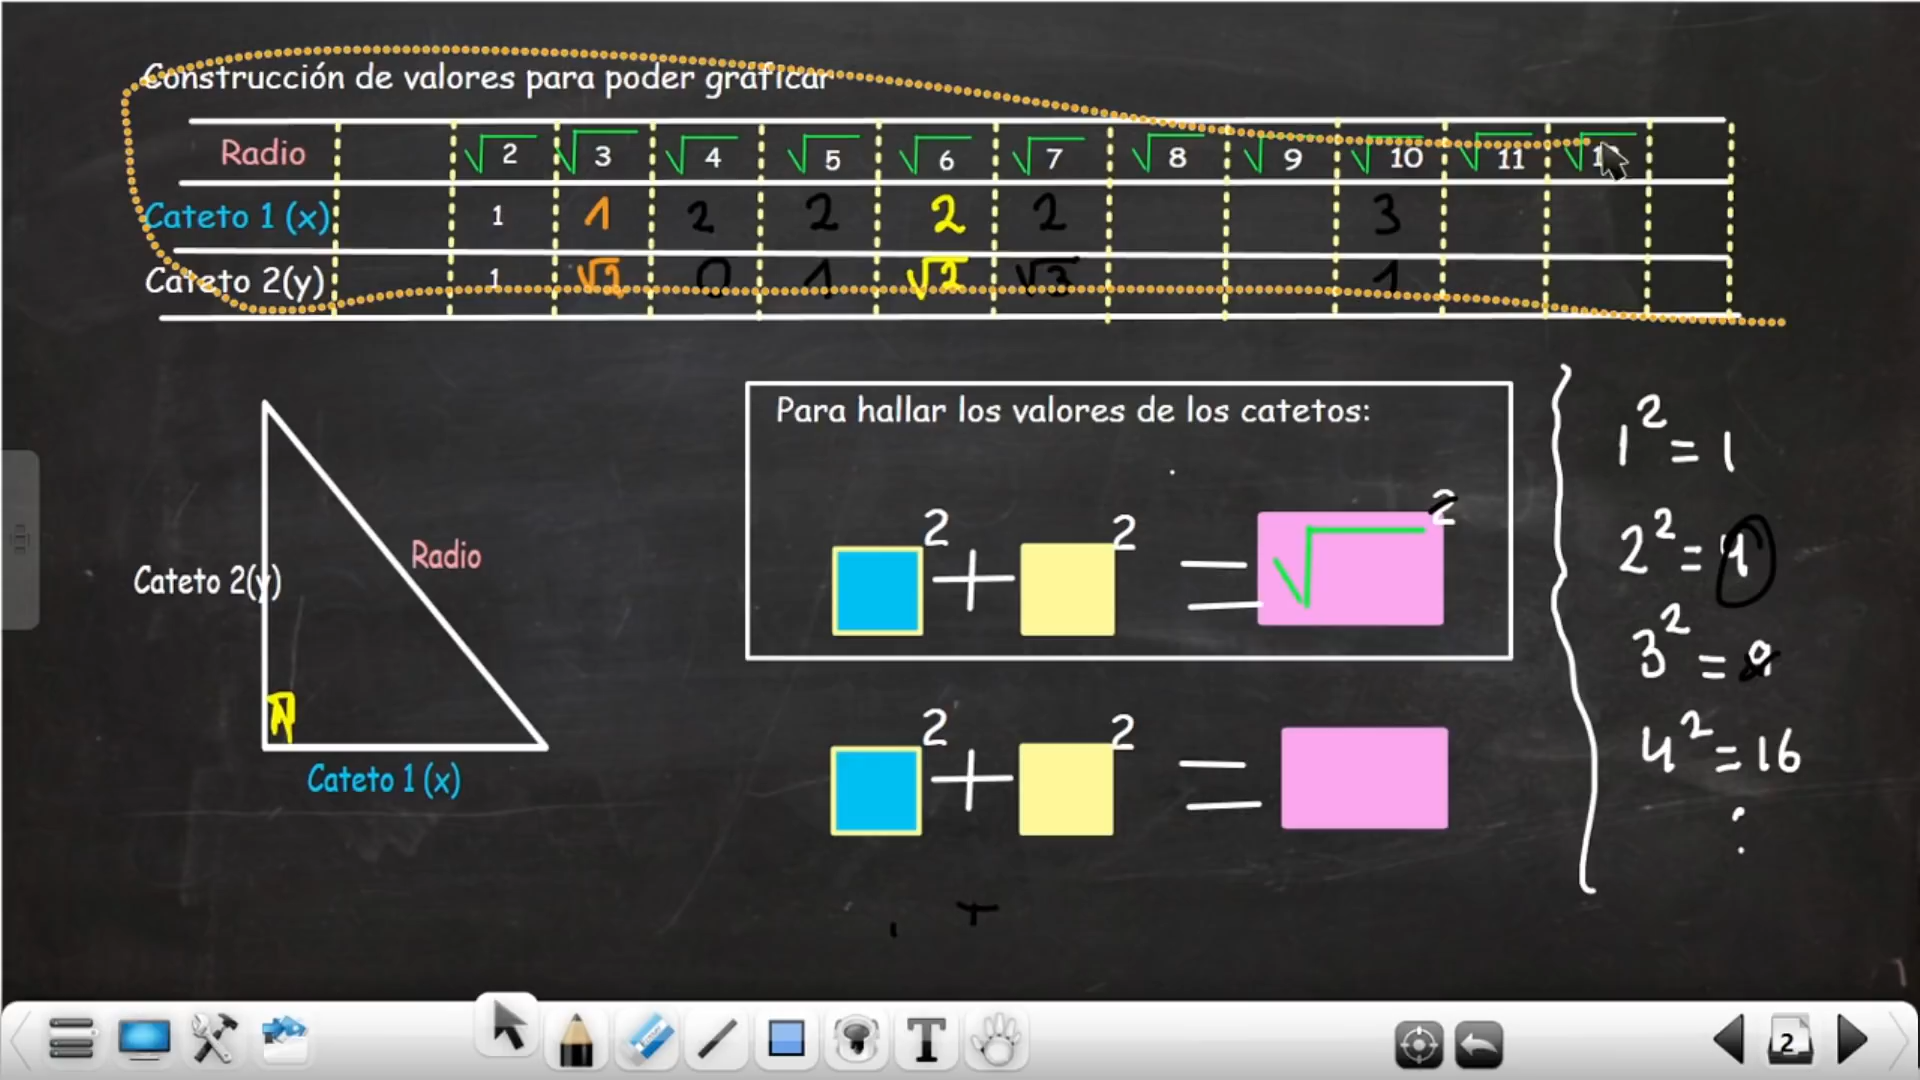 Construcción de valores para poder graficar
Radio √2 √3 √4 √5 √6 √7 √8 √9 √10 √11
Cateto 1 (x) 1 1 2 2 2 2 3
Cateto 2(y) 1 √2 0 1 √2 √3 1
Para hallar los valores de los catetos:
2 + 2 = √ 2
Cateto 2(y)
Radio
Cateto 1 (x)
2 + 2 =
1² = 1
2² = 4
3² = 9
4² = 16
:
2